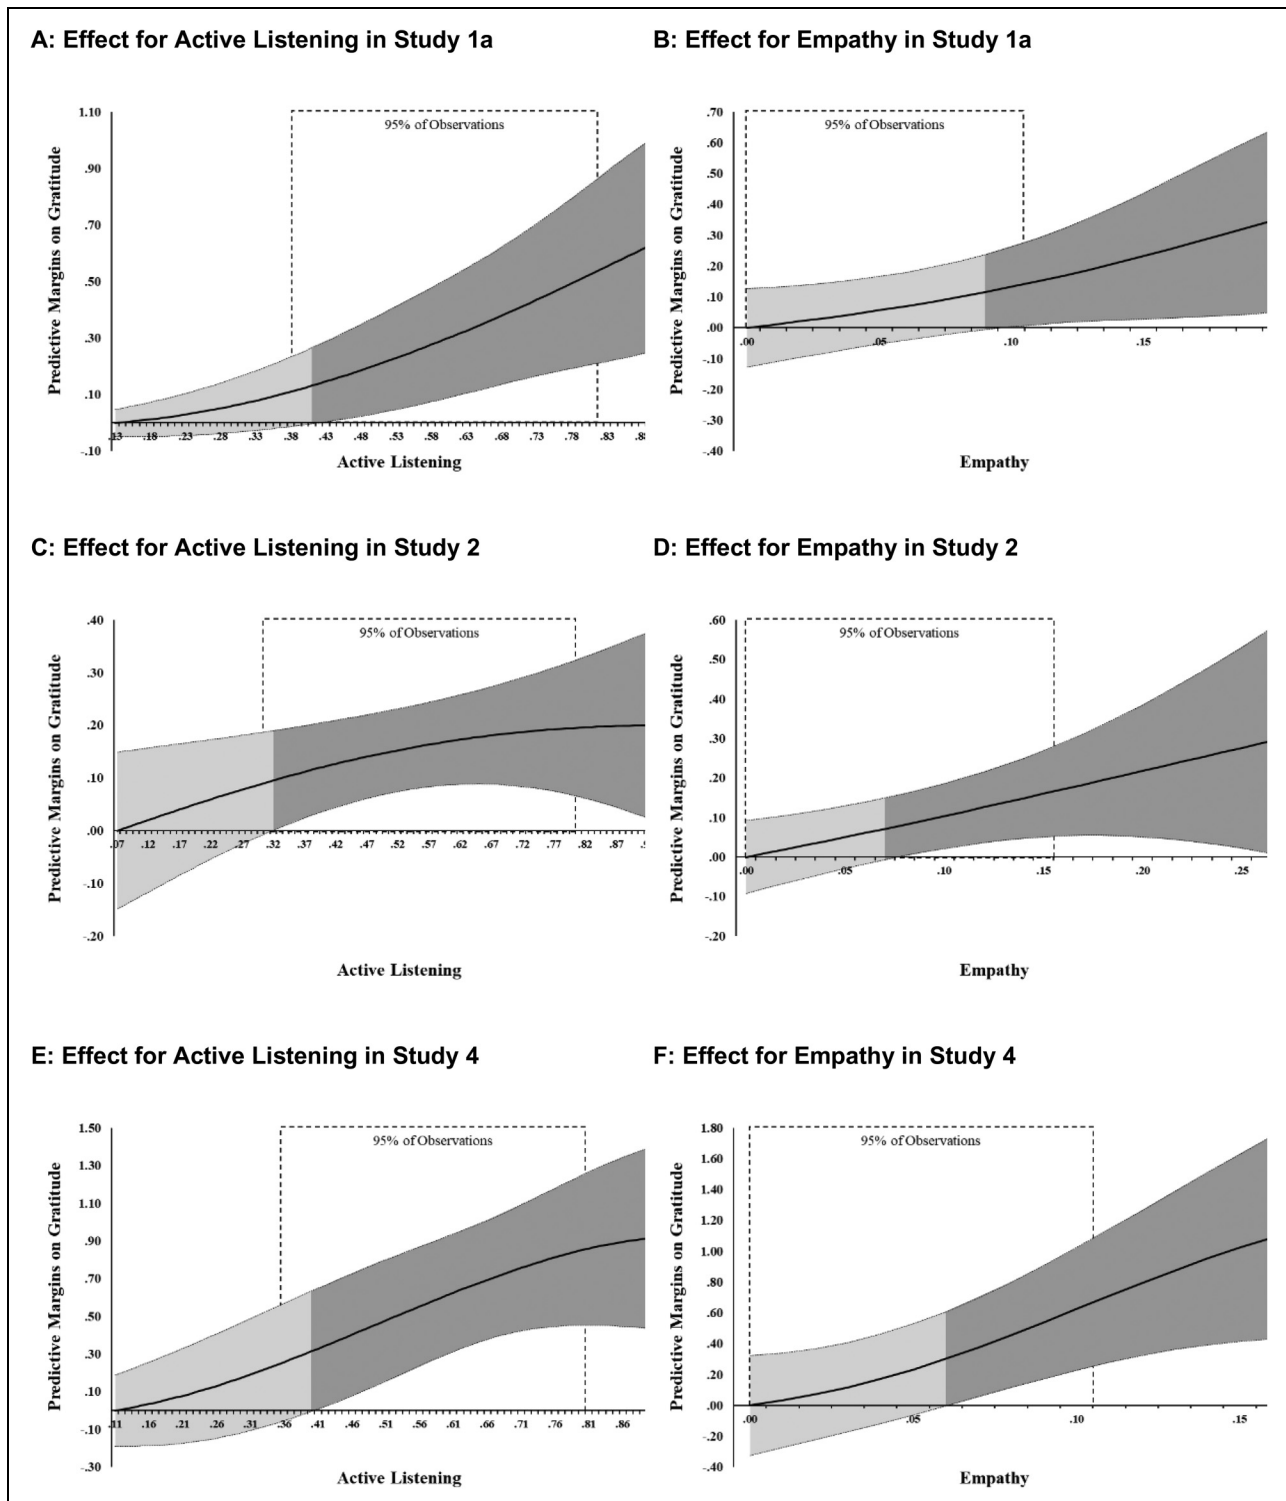 A: Effect for Active Listening in Study 1a
1.10
.90
.70
.50
.30
.10
-.10
Predictive Margins on Gratitude
95% of Observations
.13 .18 .23 .28 .33 .38 .43 .48 .53 .58 .63 .68 .73 .78 .83
Active Listening
B: Effect for Empathy in Study 1a
.70
.60
.50
.40
.30
.20
.10
.00
-.10
-.20
-.30
-.40
Predictive Margins on Gratitude
95% of Observations
.00 .05 .10 .15
Empathy
C: Effect for Active Listening in Study 2
.40
.30
.20
.10
.00
-.10
-.20
Predictive Margins on Gratitude
95% of Observations
.07 .12 .17 .22 .27 .32 .37 .42 .47 .52 .57 .62 .67 .72 .77 .82 .87
Active Listening
D: Effect for Empathy in Study 2
.60
.50
.40
.30
.20
.10
.00
-.10
-.20
Predictive Margins on Gratitude
95% of Observations
.00 .05 .10 .15 .20 .25
Empathy
E: Effect for Active Listening in Study 4
1.50
1.30
1.10
.90
.70
.50
.30
.10
-.10
-.30
Predictive Margins on Gratitude
95% of Observations
.11 .16 .21 .26 .31 .36 .41 .46 .51 .56 .61 .66 .71 .76 .81 .86
Active Listening
F: Effect for Empathy in Study 4
1.80
1.60
1.40
1.20
1.00
.80
.60
.40
.20
.00
-.20
-.40
Predictive Margins on Gratitude
95% of Observations
.00 .05 .10 .15
Empathy